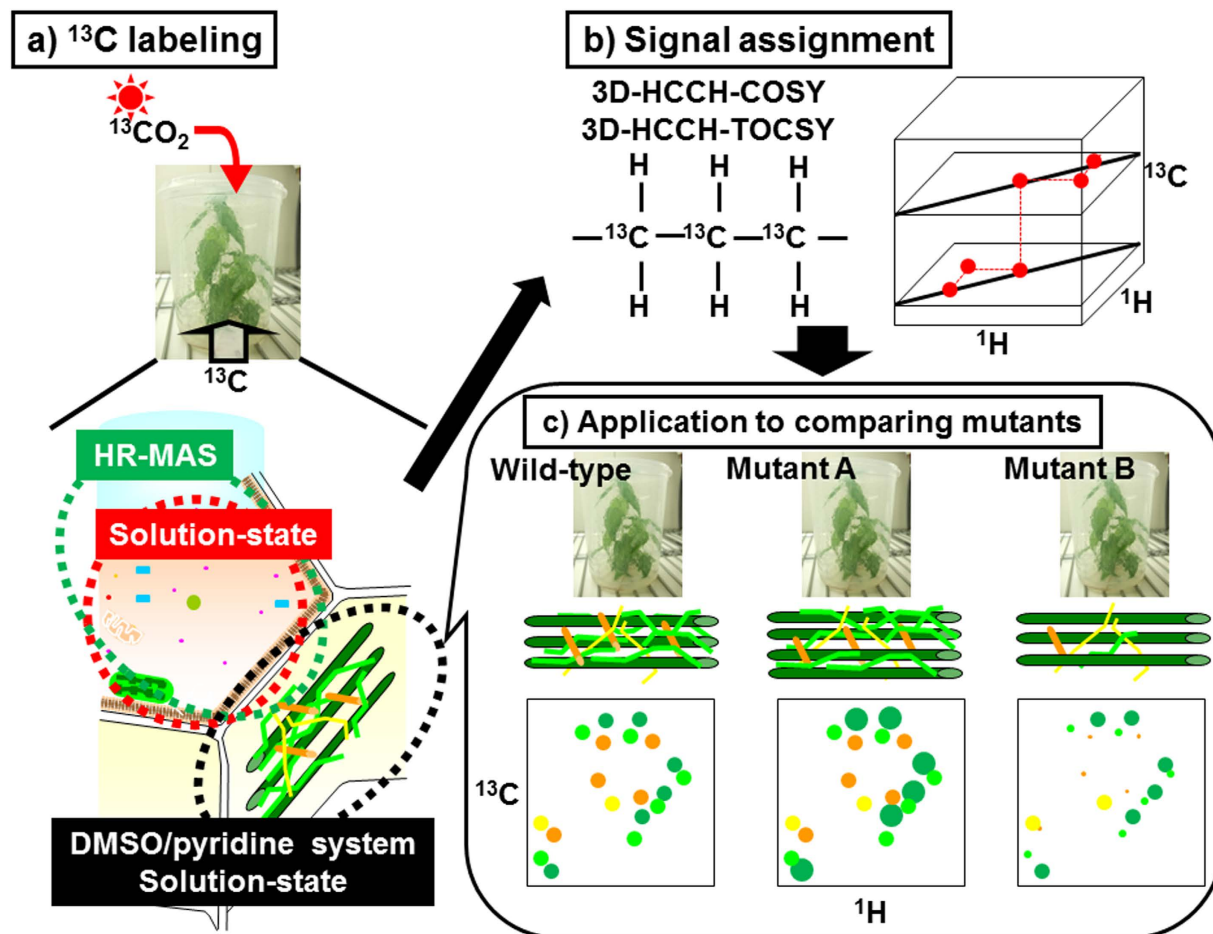 a) ¹³C labeling
¹³CO₂
¹³C
HR-MAS
Solution-state
DMSO/pyridine system
Solution-state
b) Signal assignment
3D-HCCH-COSY
3D-HCCH-TOCSY
H H H
—¹³C—¹³C—¹³C—
H H H
¹³C
¹H
¹H
c) Application to comparing mutants
Wild-type Mutant A Mutant B
¹³C
¹H